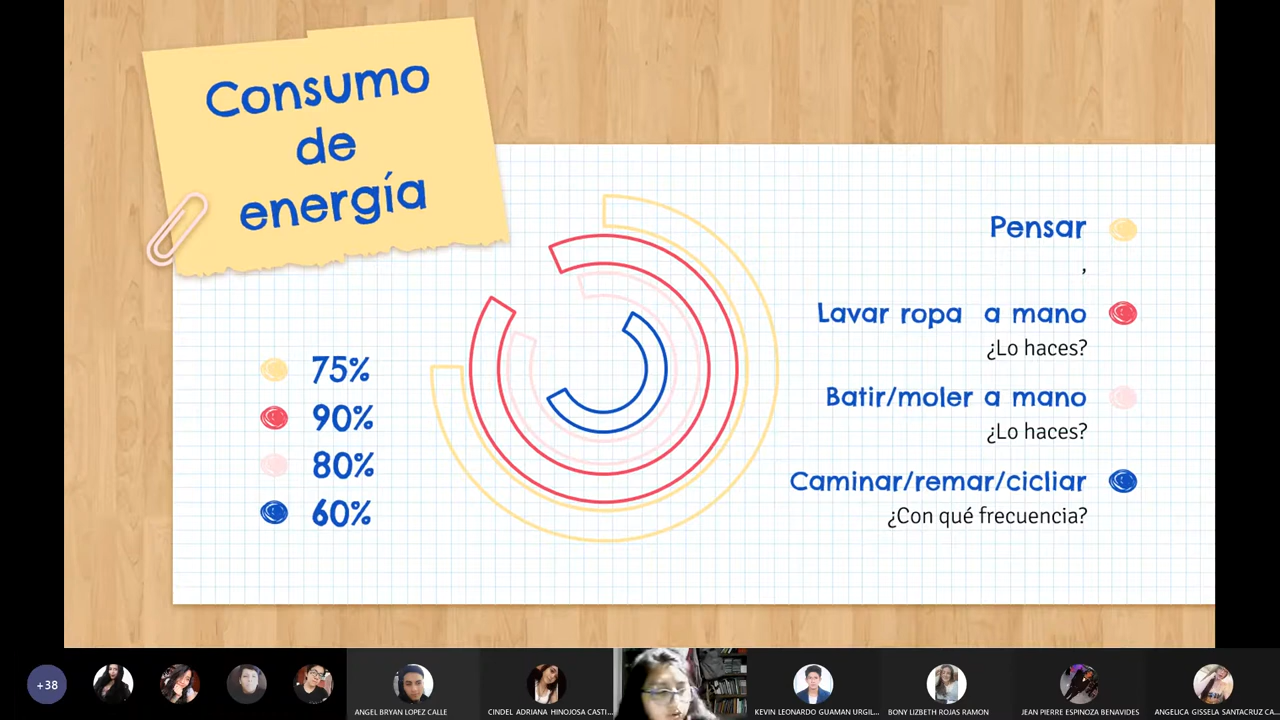 Consumo
de
energía
Pensar
,
Lavar ropa a mano
¿Lo haces?
Batir/moler a mano
¿Lo haces?
Caminar/remar/cicliar
¿Con qué frecuencia?
75%
90%
80%
60%
+38
ANGEL BRYAN LOPEZ CALLE
CINDEL ADRIANA HINOJOSA CASTI...
KEVIN LEONARDO GUAMAN URGIL...
BONY LIZBETH ROJAS RAMON
JEAN PIERRE ESPINOZA BENAVIDES
ANGELICA GISSELA SANTACRUZ CA...